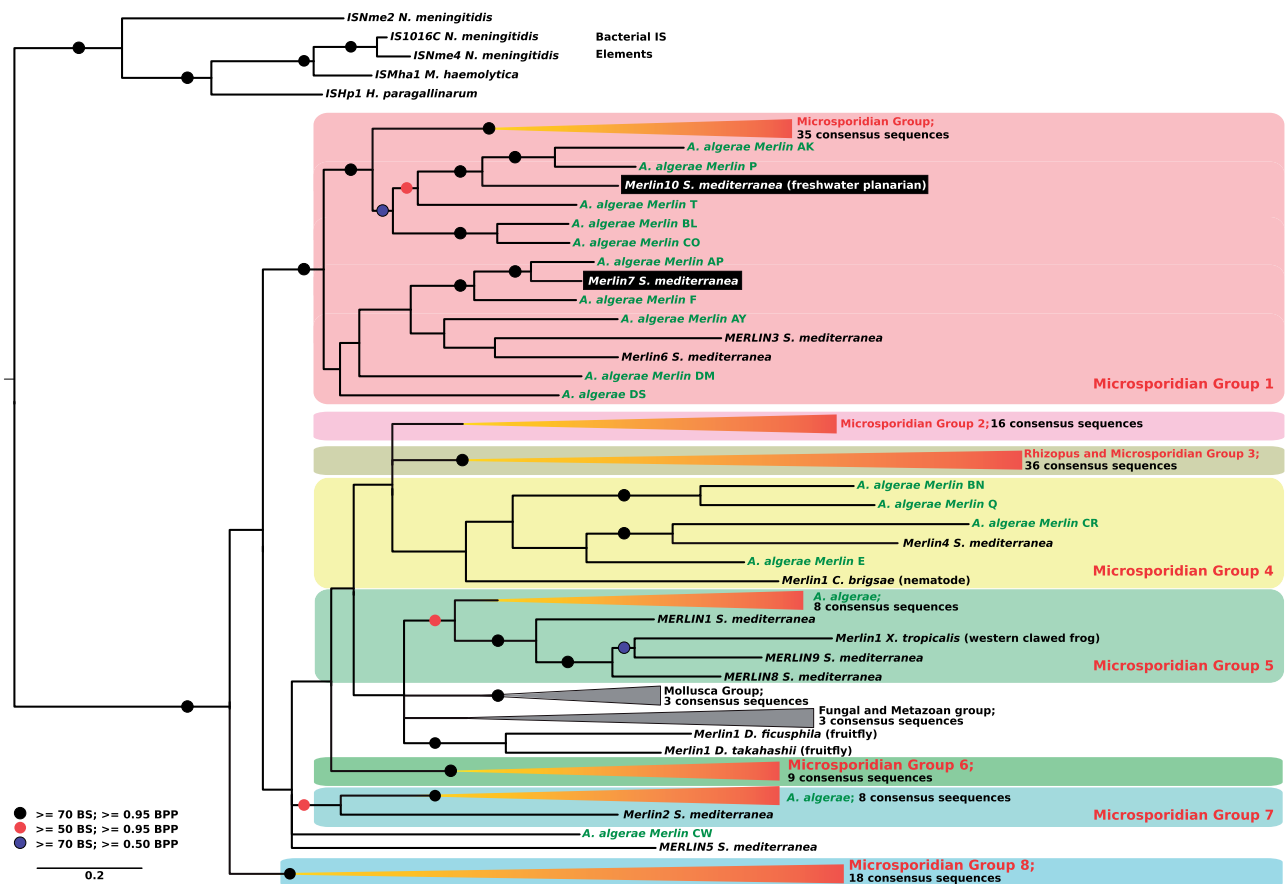 ISNme2 N. meningitidis
IS1016C N. meningitidis
Bacterial IS
Elements
ISNme4 N. meningitidis
ISMha1 M. haemolytica
ISHp1 H. paragallinarum
Microsporidian Group;
35 consensus sequences
A. algerae Merlin AK
A. algerae Merlin P
Merlin10 S. mediterranea (freshwater planarian)
A. algerae Merlin T
A. algerae Merlin BL
A. algerae Merlin CO
A. algerae Merlin AP
Merlin7 S. mediterranea
A. algerae Merlin F
A. algerae Merlin AY
MERLIN3 S. mediterranea
Merlin6 S. mediterranea
A. algerae Merlin DM
Microsporidian Group 1
A. algerae DS
Microsporidian Group 2; 16 consensus sequences
Rhizopus and Microsporidian Group 3;
36 consensus sequences
A. algerae Merlin BN
A. algerae Merlin Q
A. algerae Merlin CR
Merlin4 S. mediterranea
A. algerae Merlin E
Microsporidian Group 4
Merlin1 C. brigsae (nematode)
A. algerae;
8 consensus sequences
MERLIN1 S. mediterranea
Merlin1 X. tropicalis (western clawed frog)
MERLIN9 S. mediterranea
Microsporidian Group 5
MERLIN8 S. mediterranea
Mollusca Group;
3 consensus sequences
Fungal and Metazoan group;
3 consensus sequences
Merlin1 D. ficusphila (fruitfly)
Merlin1 D. takahashii (fruitfly)
Microsporidian Group 6;
9 consensus sequences
A. algerae; 8 consensus seequences
Merlin2 S. mediterranea
Microsporidian Group 7
A. algerae Merlin CW
MERLIN5 S. mediterranea
Microsporidian Group 8;
18 consensus sequences
>= 70 BS; >= 0.95 BPP
>= 50 BS; >= 0.95 BPP
>= 70 BS; >= 0.50 BPP
0.2